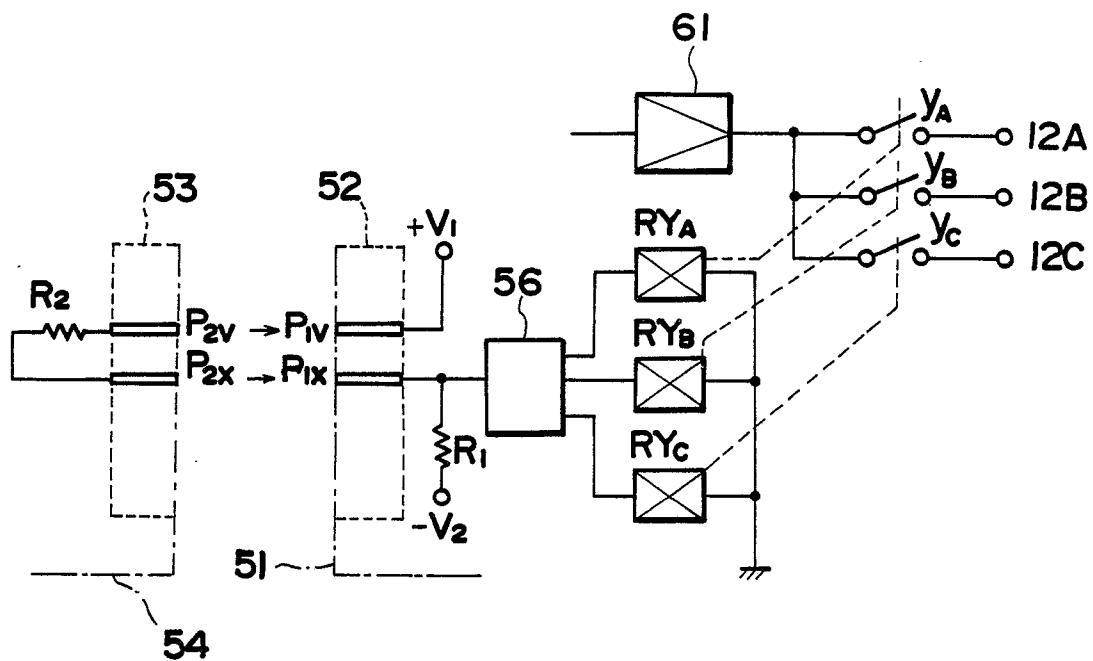 61
yA
12A
yB
12B
yC
12C
53
52
+V1
RYA
56
R2
P2V → P1V
RYB
P2X → P1X
RYC
R1
-V2
51
54